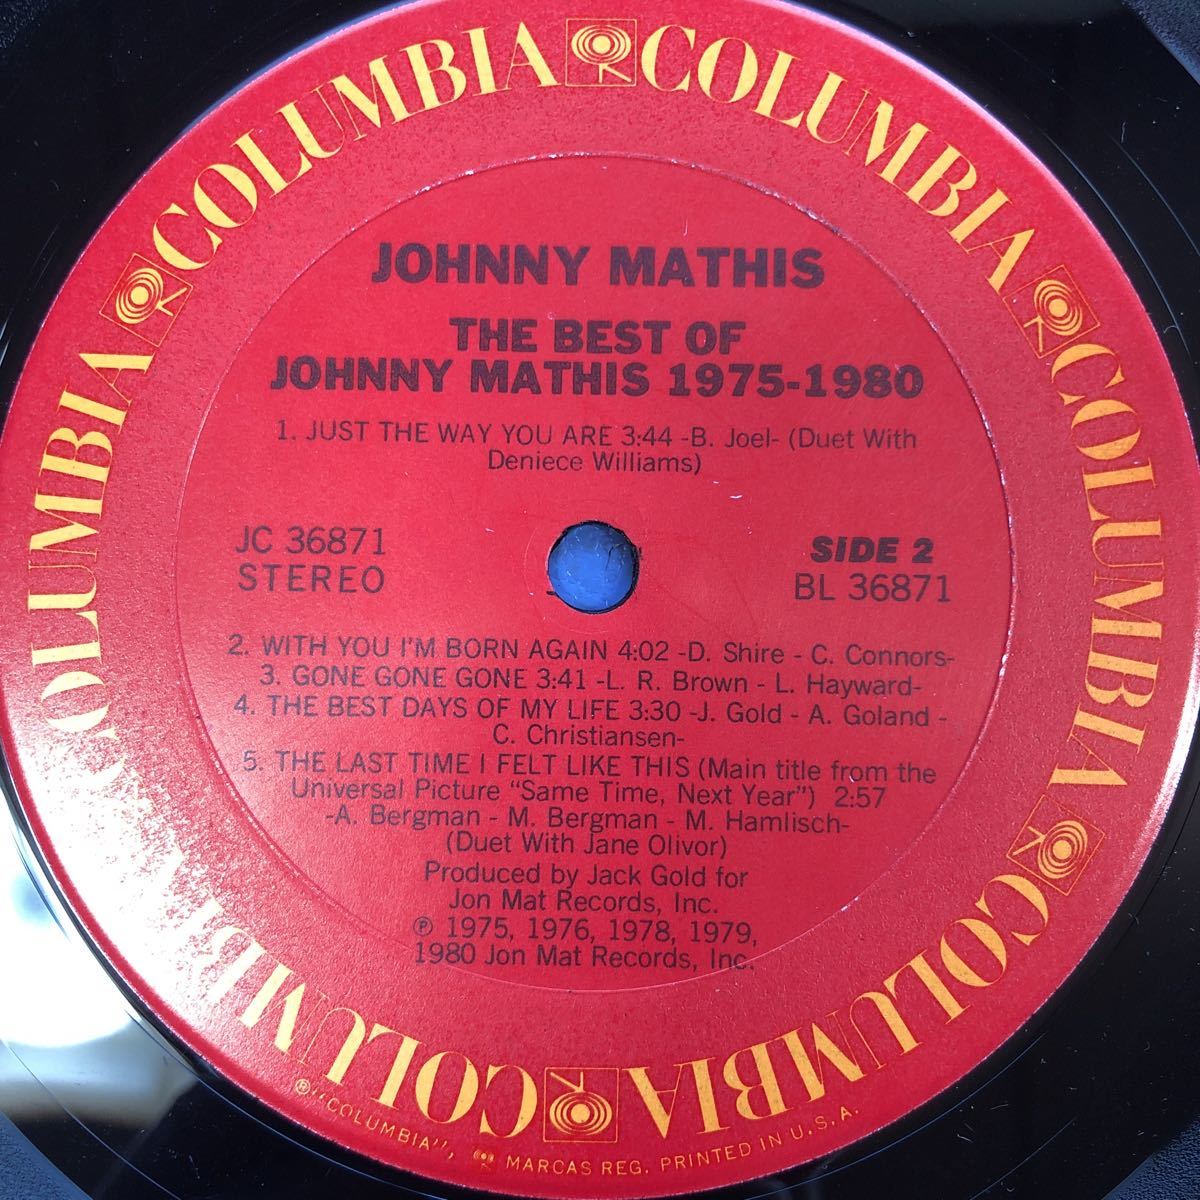 COLUMBIA COLUMBIA COLUMBIA COLUMBIA COLUMBIA COLUMBIA
JOHNNY MATHIS
THE BEST OF
JOHNNY MATHIS 1975-1980
1. JUST THE WAY YOU ARE 3:44 -B. Joel- (Duet With
Deniece Williams)
JC 36871
STEREO
SIDE 2
BL 36871
2. WITH YOU I'M BORN AGAIN 4:02 -D. Shire - C. Connors-
3. GONE GONE GONE 3:41 -L. R. Brown - L. Hayward-
4. THE BEST DAYS OF MY LIFE 3:30 -J. Gold - A. Goland -
C. Christiansen-
5. THE LAST TIME I FELT LIKE THIS (Main title from the
Universal Picture "Same Time, Next Year") 2:57
-A. Bergman - M. Bergman - M. Hamlisch-
(Duet With Jane Olivor)
Produced by Jack Gold for
Jon Mat Records, Inc.
℗ 1975, 1976, 1978, 1979,
1980 Jon Mat Records, Inc.
®"COLUMBIA", MARCAS REG. PRINTED IN U.S.A.